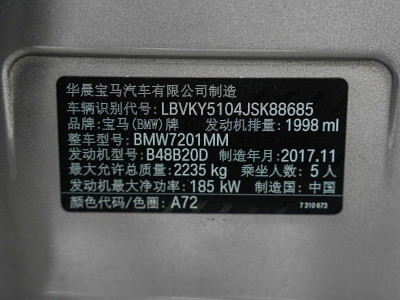 华晨宝马汽车有限公司制造
车辆识别代号: LBVKY5104JSK88685
品牌: 宝马(BMW)牌 发动机排量: 1998 ml
整车型号: BMW7201MM
发动机型号: B48B20D 制造年月: 2017.11
最大允许总质量: 2235 kg 乘坐人数: 5 人
发动机最大净功率: 185 kW 制造国: 中国
颜色代码/色圈: A72 7 310 673